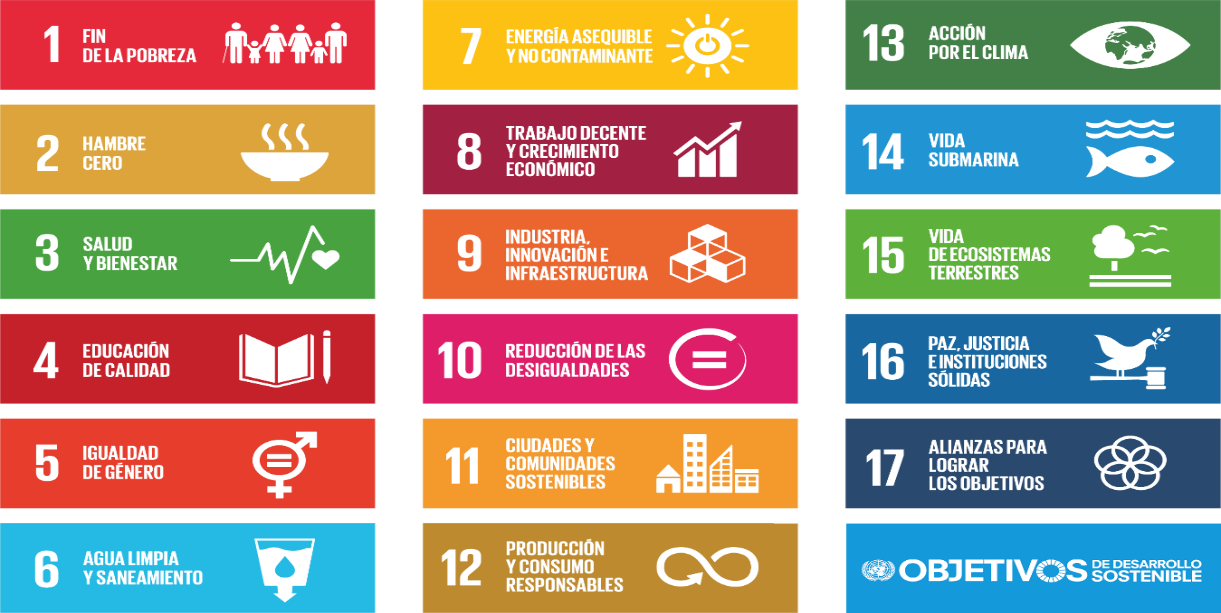 1
FIN
DE LA POBREZA
2
HAMBRE
CERO
3
SALUD
Y BIENESTAR
4
EDUCACIÓN
DE CALIDAD
5
IGUALDAD
DE GÉNERO
6
AGUA LIMPIA
Y SANEAMIENTO
7
ENERGÍA ASEQUIBLE
Y NO CONTAMINANTE
8
TRABAJO DECENTE
Y CRECIMIENTO
ECONÓMICO
9
INDUSTRIA,
INNOVACIÓN E
INFRAESTRUCTURA
10
REDUCCIÓN DE LAS
DESIGUALDADES
11
CIUDADES Y
COMUNIDADES
SOSTENIBLES
12
PRODUCCIÓN
Y CONSUMO
RESPONSABLES
13
ACCIÓN
POR EL CLIMA
14
VIDA
SUBMARINA
15
VIDA
DE ECOSISTEMAS
TERRESTRES
16
PAZ, JUSTICIA
E INSTITUCIONES
SÓLIDAS
17
ALIANZAS PARA
LOGRAR
LOS OBJETIVOS
OBJETIVOS
DE DESARROLLO
SOSTENIBLE